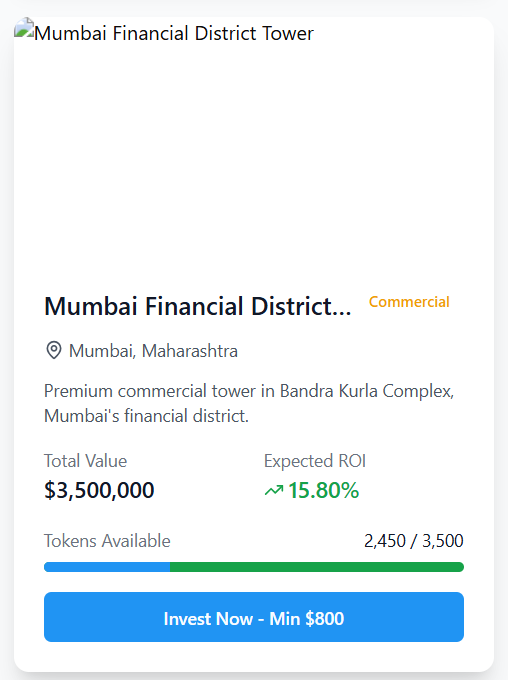 Mumbai Financial District Tower
Mumbai Financial District...
Commercial
Mumbai, Maharashtra
Premium commercial tower in Bandra Kurla Complex,
Mumbai's financial district.
Total Value
Expected ROI
$3,500,000
15.80%
Tokens Available
2,450 / 3,500
Invest Now - Min $800